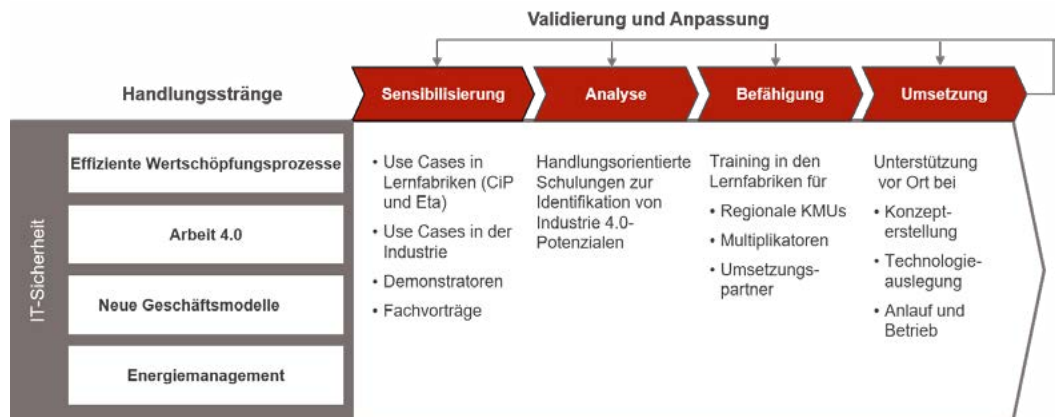 Validierung und Anpassung
Handlungsstränge
Sensibilisierung
Analyse
Befähigung
Umsetzung
IT-Sicherheit
Effiziente Wertschöpfungsprozesse
Arbeit 4.0
Neue Geschäftsmodelle
Energiemanagement
• Use Cases in
Lernfabriken (CiP
und Eta)
• Use Cases in der
Industrie
• Demonstratoren
• Fachvorträge
Handlungsorientierte
Schulungen zur
Identifikation von
Industrie 4.0-
Potenzialen
Training in den
Lernfabriken für
• Regionale KMUs
• Multiplikatoren
• Umsetzungs-
partner
Unterstützung
vor Ort bei
• Konzept-
erstellung
• Technologie-
auslegung
• Anlauf und
Betrieb